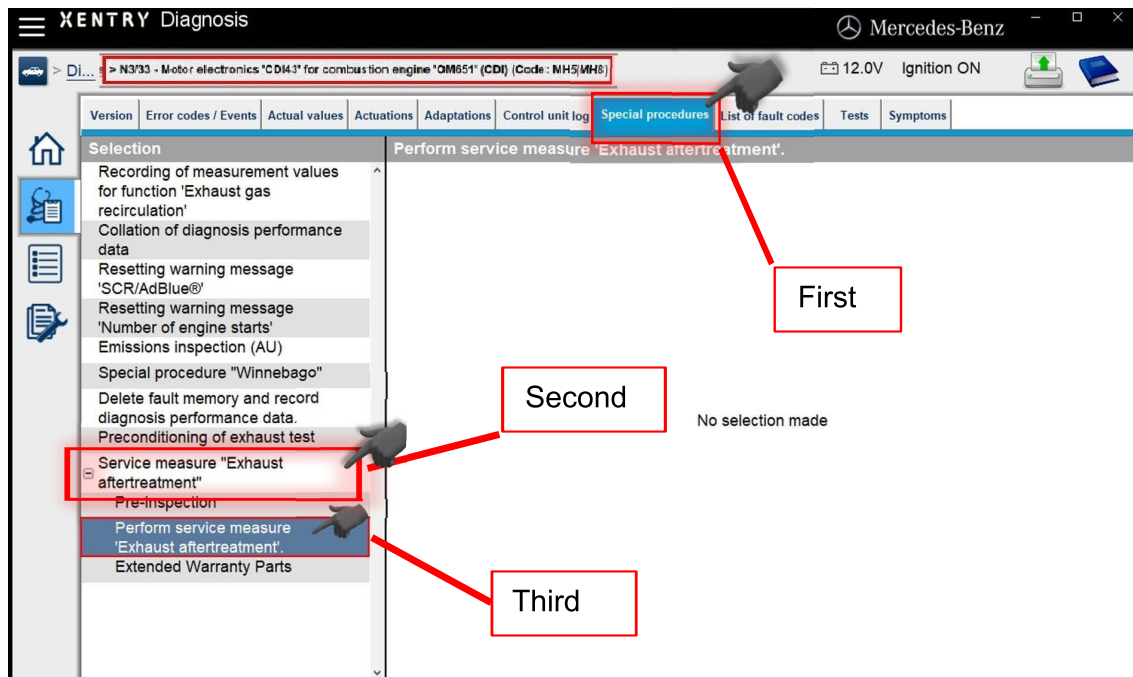 XENTRY Diagnosis
Mercedes-Benz
> Di... s > N3/33 - Motor electronics "CDI43" for combustion engine "OM651" (CDI) (Code: MH5|MH8)
12.0V Ignition ON
Version Error codes / Events Actual values Actuations Adaptations Control unit log Special procedures List of fault codes Tests Symptoms
Selection
Perform service measure 'Exhaust aftertreatment'.
Recording of measurement values
for function 'Exhaust gas
recirculation'
Collation of diagnosis performance
data
Resetting warning message
'SCR/AdBlue®'
Resetting warning message
'Number of engine starts'
Emissions inspection (AU)
Special procedure "Winnebago"
Delete fault memory and record
diagnosis performance data.
Preconditioning of exhaust test
Service measure "Exhaust
aftertreatment"
Pre-inspection
Perform service measure
'Exhaust aftertreatment'.
Extended Warranty Parts
First
Second
No selection made
Third